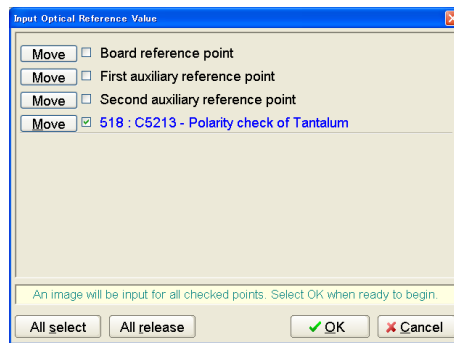 Input Optical Reference Value
Move Board reference point
Move First auxiliary reference point
Move Second auxiliary reference point
Move 518 : C5213 - Polarity check of Tantalum
An image will be input for all checked points. Select OK when ready to begin.
All select All release OK Cancel